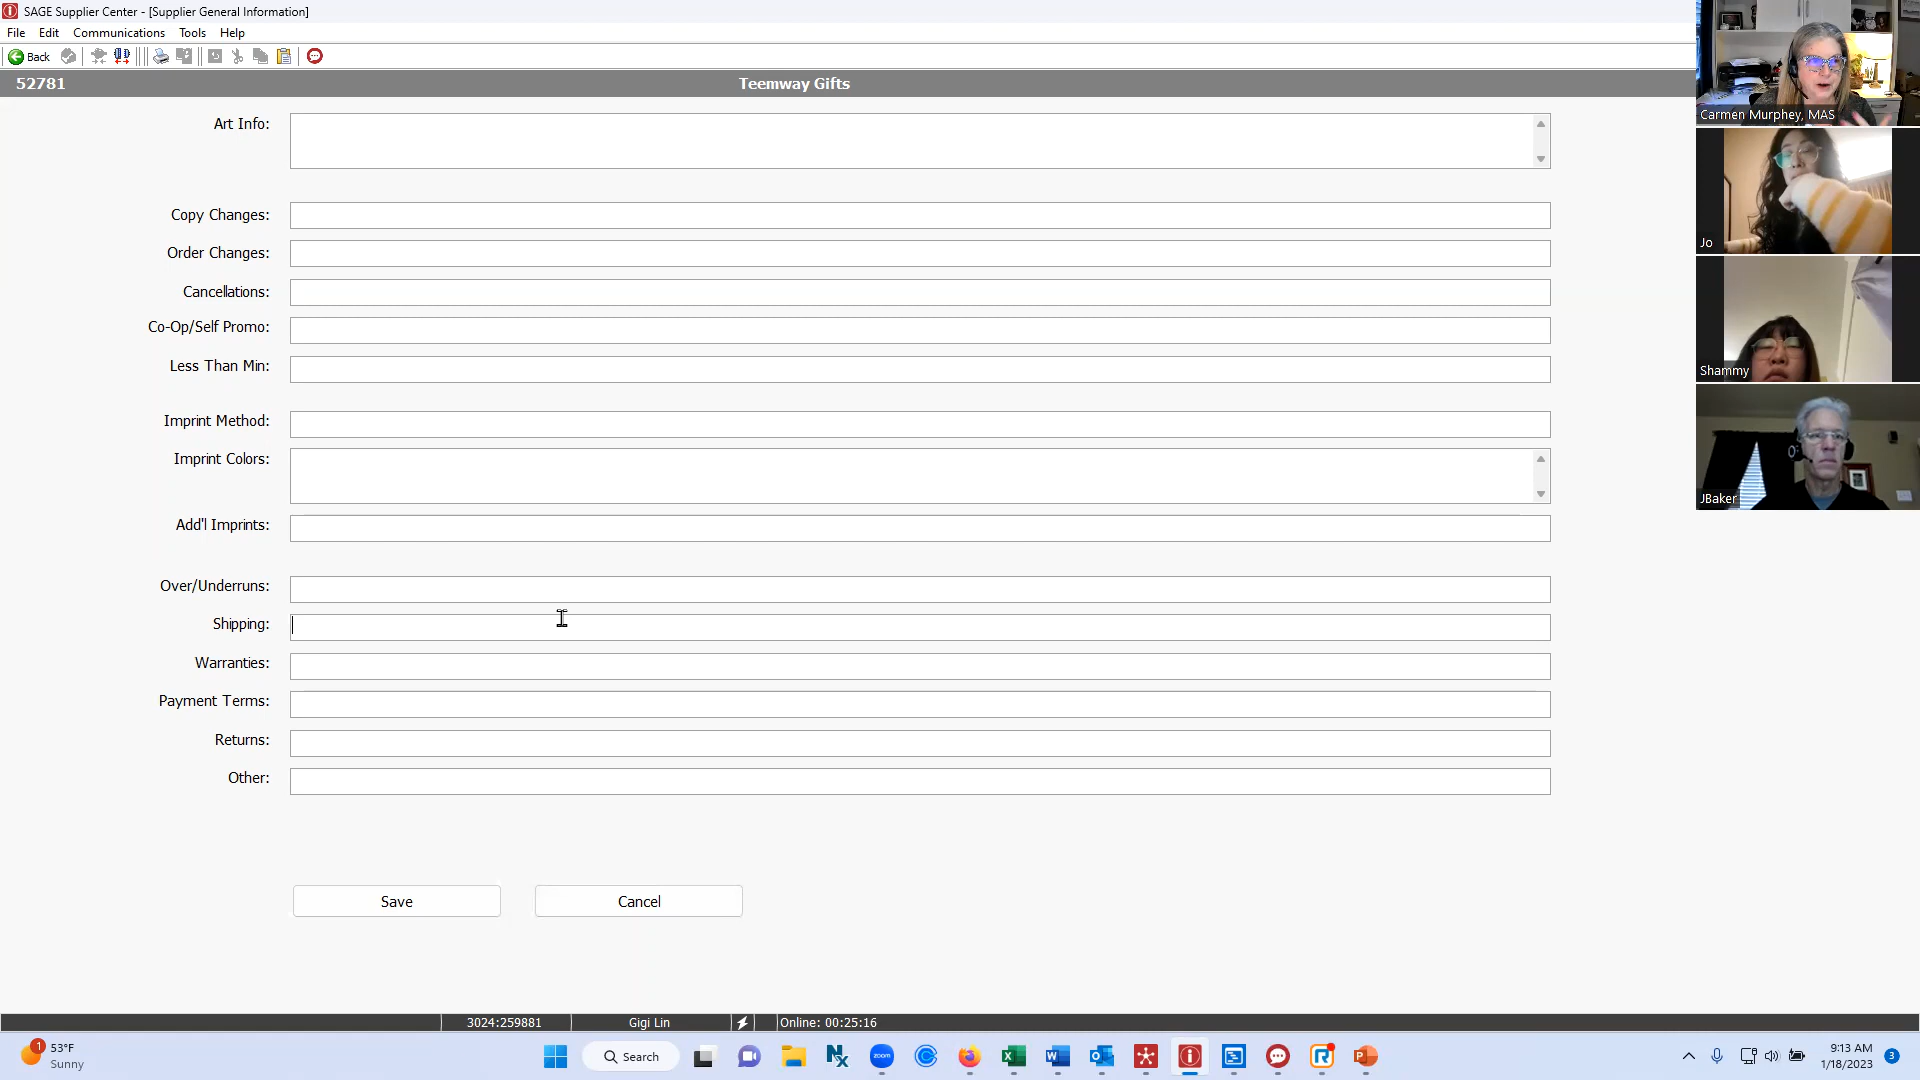 SAGE Supplier Center - [Supplier General Information]
File Edit Communications Tools Help
Back
52781 Teemway Gifts
Art Info:
Copy Changes:
Order Changes:
Cancellations:
Co-Op/Self Promo:
Less Than Min:
Imprint Method:
Imprint Colors:
Add'l Imprints:
Over/Underruns:
Shipping:
Warranties:
Payment Terms:
Returns:
Other:
Save Cancel
Carmen Murphey, MAS
Jo
Shammy
JBaker
3024:259881 Gigi Lin Online: 00:25:16
1
53°F
Sunny
Search
zoom
9:13 AM
1/18/2023
3